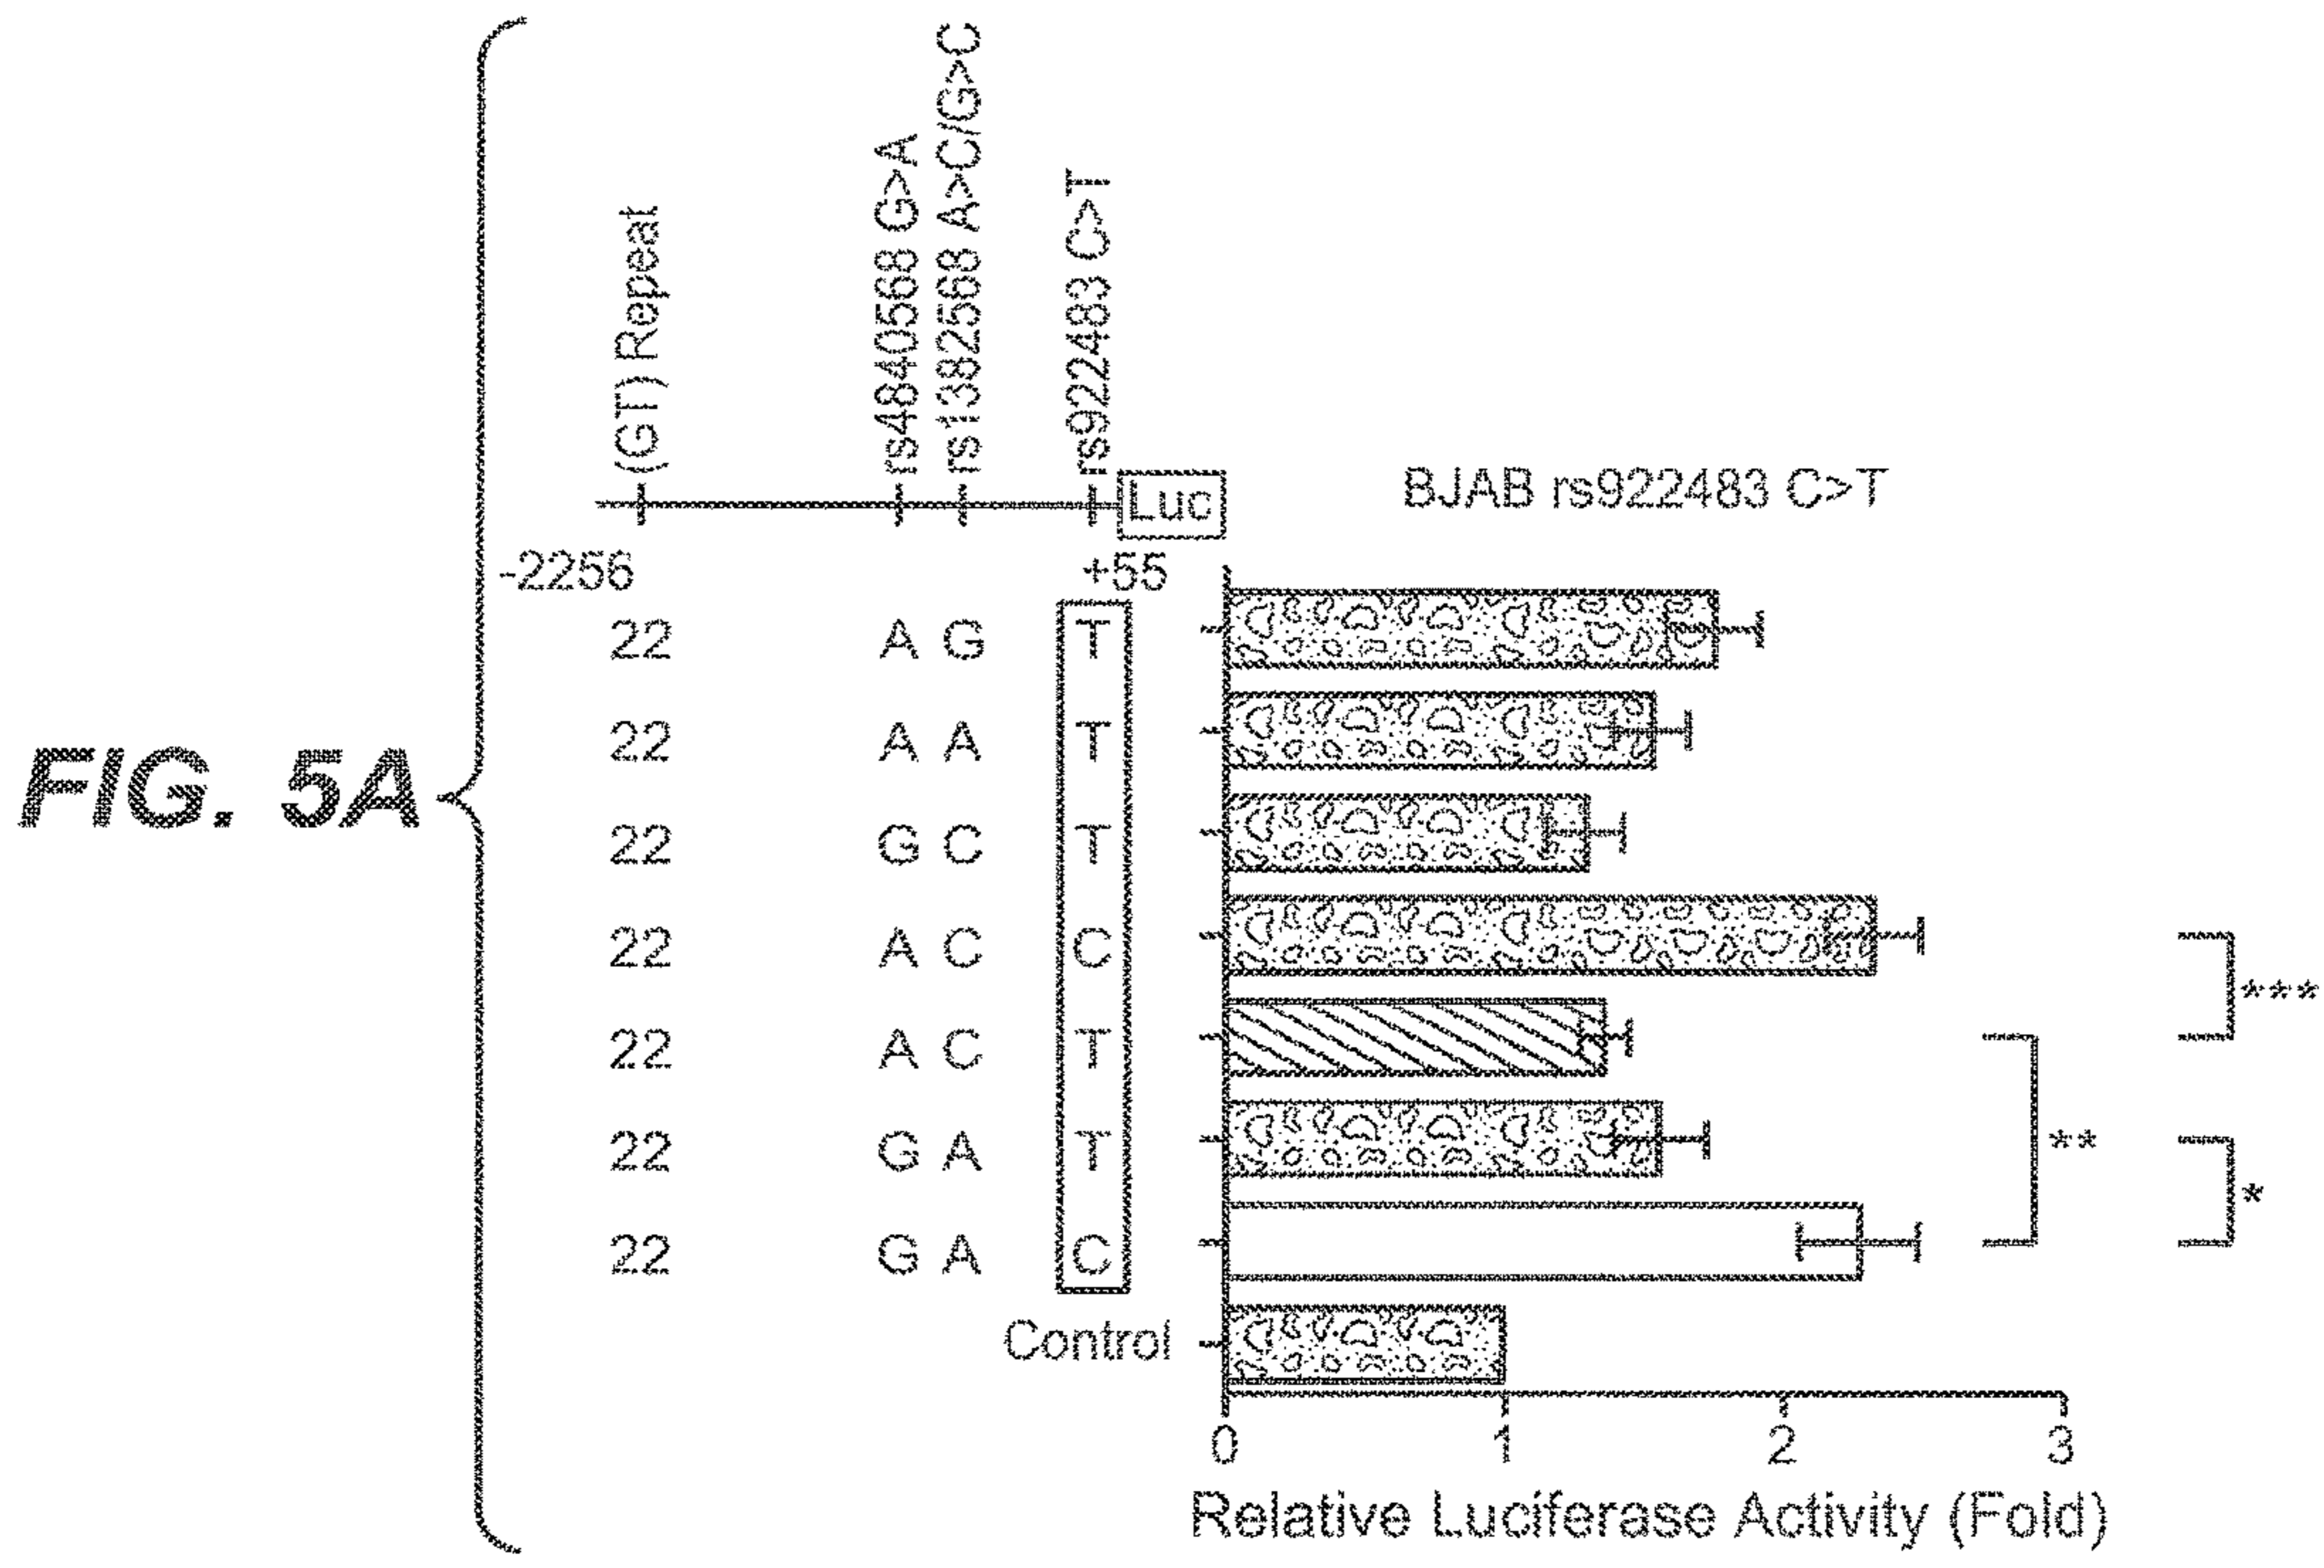 FIG. 5A
(GT) Repeat
rs4840568 G>A
rs1382568 A>C/G>C
rs922483 C>T
Luc
BJAB rs922483 C>T
-2256 +55
22 A G T
22 A A T
22 G C T
22 A C C
22 A C T
22 G A T
22 G A C
Control
***
**
*
0 1 2 3
Relative Luciferase Activity (Fold)